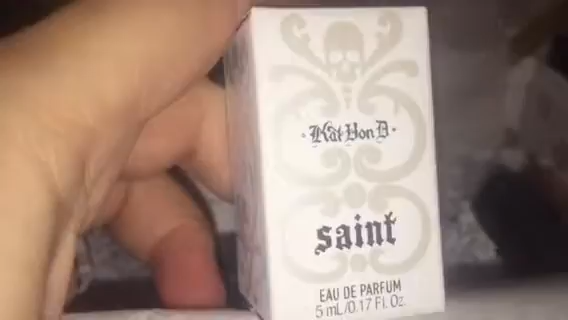 ·Kat Von D·
saint
EAU DE PARFUM
5 mL/0.17 Fl. Oz.